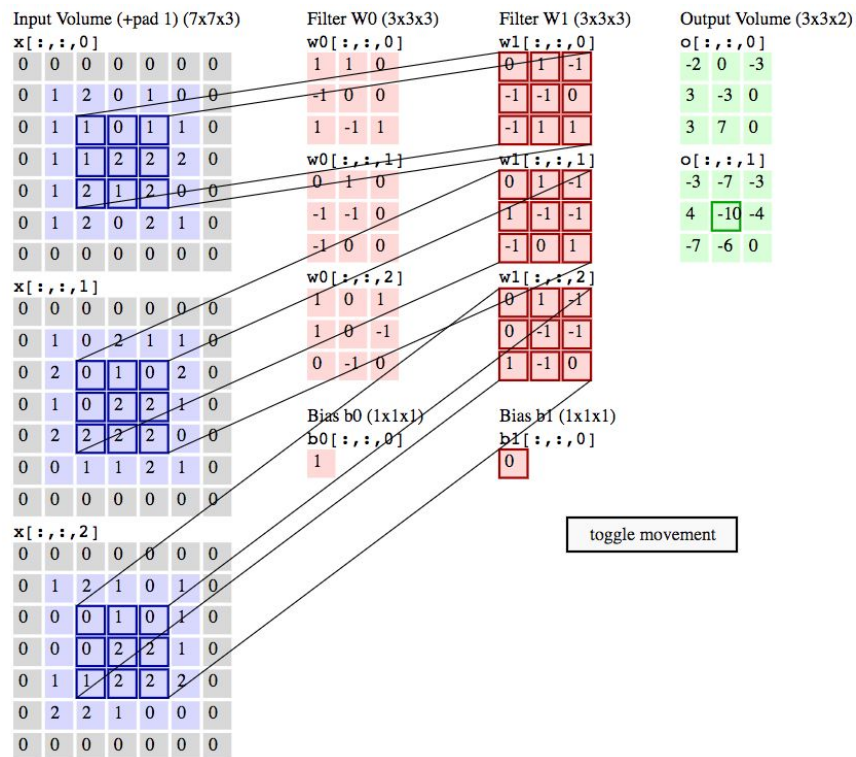 Input Volume (+pad 1) (7x7x3)
x[:,:,0]
0 0 0 0 0 0 0
0 1 2 0 1 0 0
0 1 1 0 1 1 0
0 1 1 2 2 2 0
0 1 2 1 2 0 0
0 1 2 0 2 1 0
0 0 0 0 0 0 0
x[:,:,1]
0 0 0 0 0 0 0
0 1 0 2 1 1 0
0 2 0 1 0 2 0
0 1 0 2 2 1 0
0 2 2 2 2 0 0
0 0 1 1 2 1 0
0 0 0 0 0 0 0
x[:,:,2]
0 0 0 0 0 0 0
0 1 2 1 0 1 0
0 0 0 1 0 1 0
0 0 0 2 2 1 0
0 1 1 2 2 2 0
0 2 2 1 0 0 0
0 0 0 0 0 0 0
Filter W0 (3x3x3)
w0[:,:,0]
1 1 0
-1 0 0
1 -1 1
w0[:,:,1]
0 1 0
-1 -1 0
-1 0 0
w0[:,:,2]
1 0 1
1 0 -1
0 -1 0
Bias b0 (1x1x1)
b0[:,:,0]
1
Filter W1 (3x3x3)
w1[:,:,0]
0 1 -1
-1 -1 0
-1 1 1
w1[:,:,1]
0 1 -1
1 -1 -1
-1 0 1
w1[:,:,2]
0 1 -1
0 -1 -1
1 -1 0
Bias b1 (1x1x1)
b1[:,:,0]
0
Output Volume (3x3x2)
o[:,:,0]
-2 0 -3
3 -3 0
3 7 0
o[:,:,1]
-3 -7 -3
4 -10 -4
-7 -6 0
toggle movement